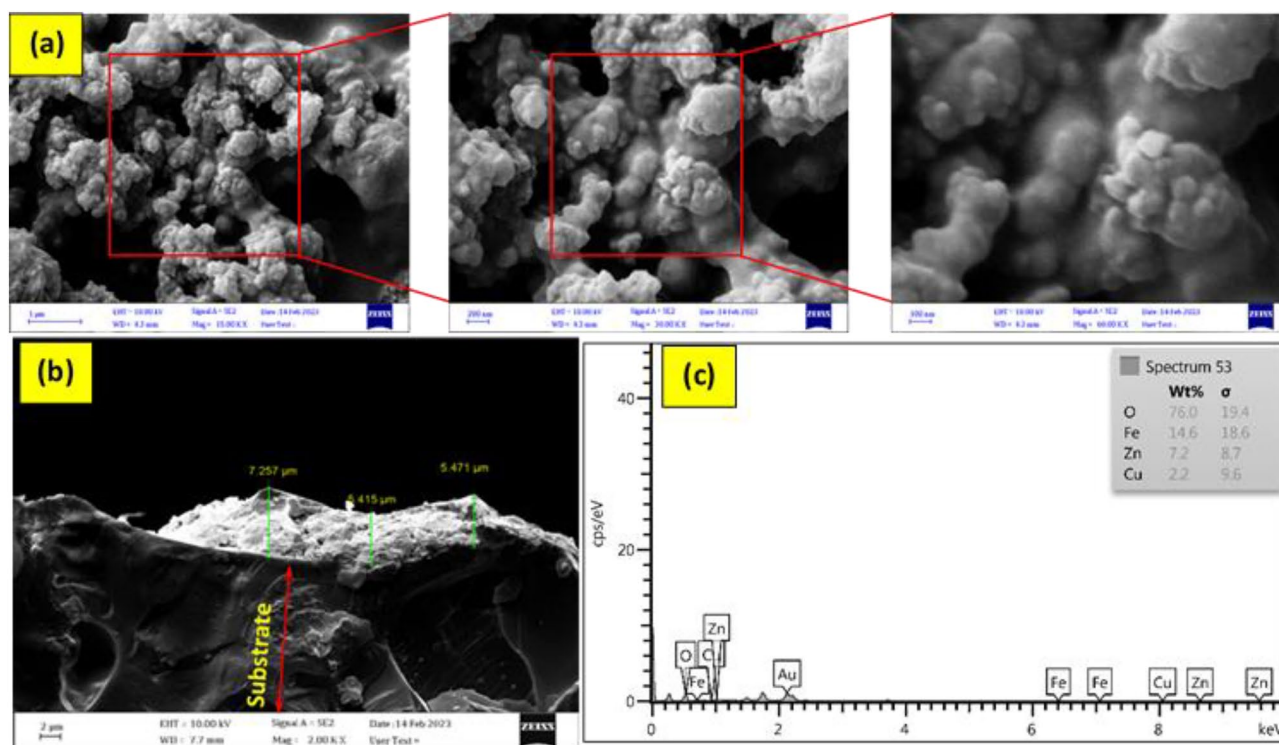 (a)
1 µm
EHT = 10.00 kV
Signal A = SE2
Date :14 Feb 2023
WD = 4.3 mm
Mag = 15.00 K X
User Text =
ZEISS
200 nm
EHT = 10.00 kV
Signal A = SE2
Date :14 Feb 2023
WD = 4.3 mm
Mag = 30.00 K X
User Text =
ZEISS
100 nm
EHT = 10.00 kV
Signal A = SE2
Date :14 Feb 2023
WD = 4.3 mm
Mag = 60.00 K X
User Text =
ZEISS
(b)
7.257 µm
5.471 µm
415 µm
Substrate
2 µm
EHT = 10.00 kV
Signal A = SE2
Date :14 Feb 2023
WD = 7.7 mm
Mag = 2.00 K X
User Text =
ZEISS
(c)
Spectrum 53
Wt% σ
O 76.0 19.4
Fe 14.6 18.6
Zn 7.2 8.7
Cu 2.2 9.6
40
20
0
cps/eV
Zn
O
C
Fe
Au
Fe
Fe
Cu
Zn
Zn
0 2 4 6 8 keV